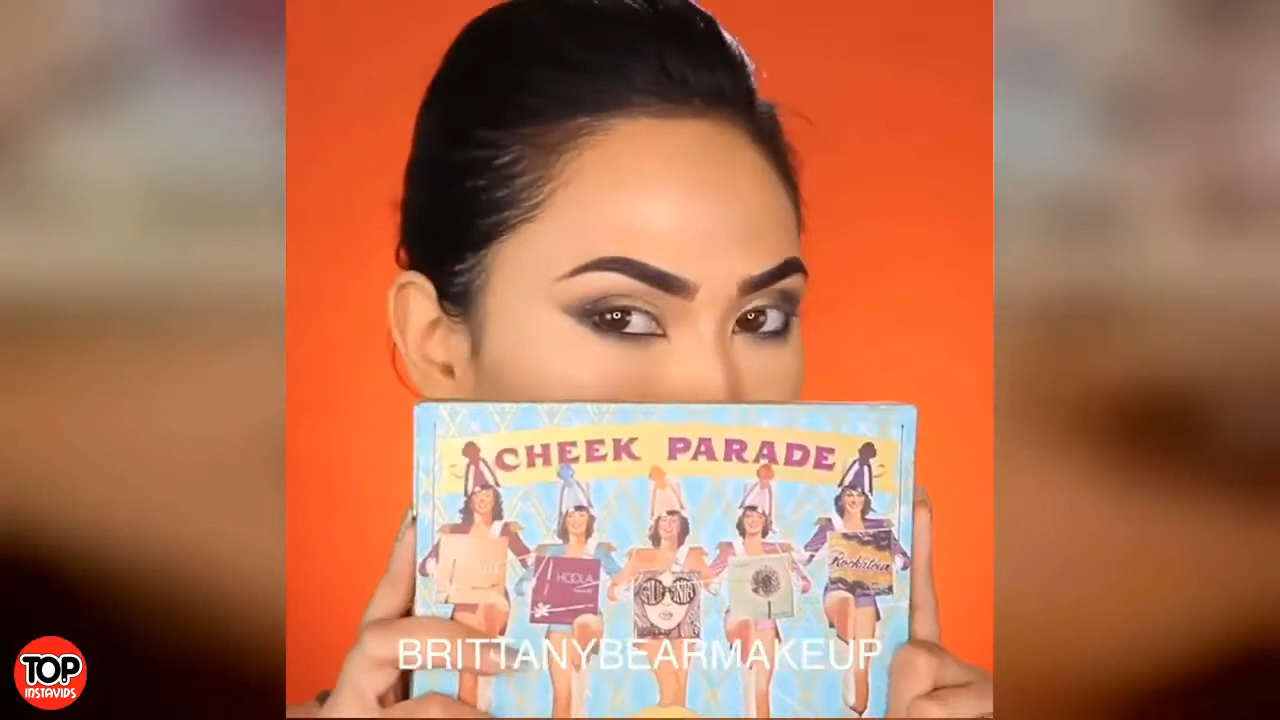 CHEEK PARADE
HOOLA
Rockateur
BRITTANYBEARMAKEUP
TOP
INSTAVIDS